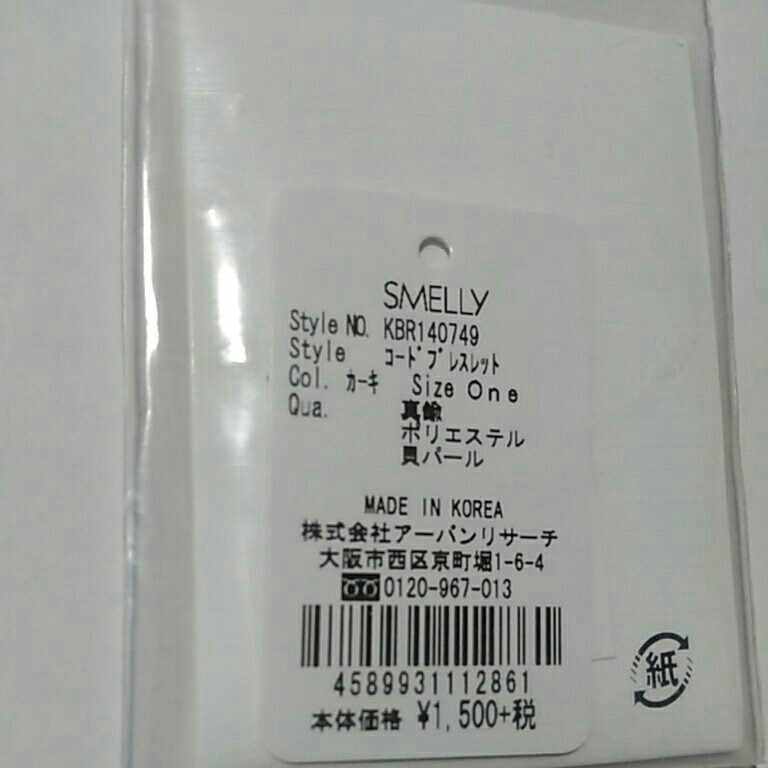 SMELLY
Style NO. KBR140749
Style コードブレスレット
Col. カーキ Size One
Qua. 真鍮
ポリエステル
貝パール
MADE IN KOREA
株式会社アーバンリサーチ
大阪市西区京町堀1-6-4
0120-967-013
4589931112861
本体価格 ¥1,500+税
紙